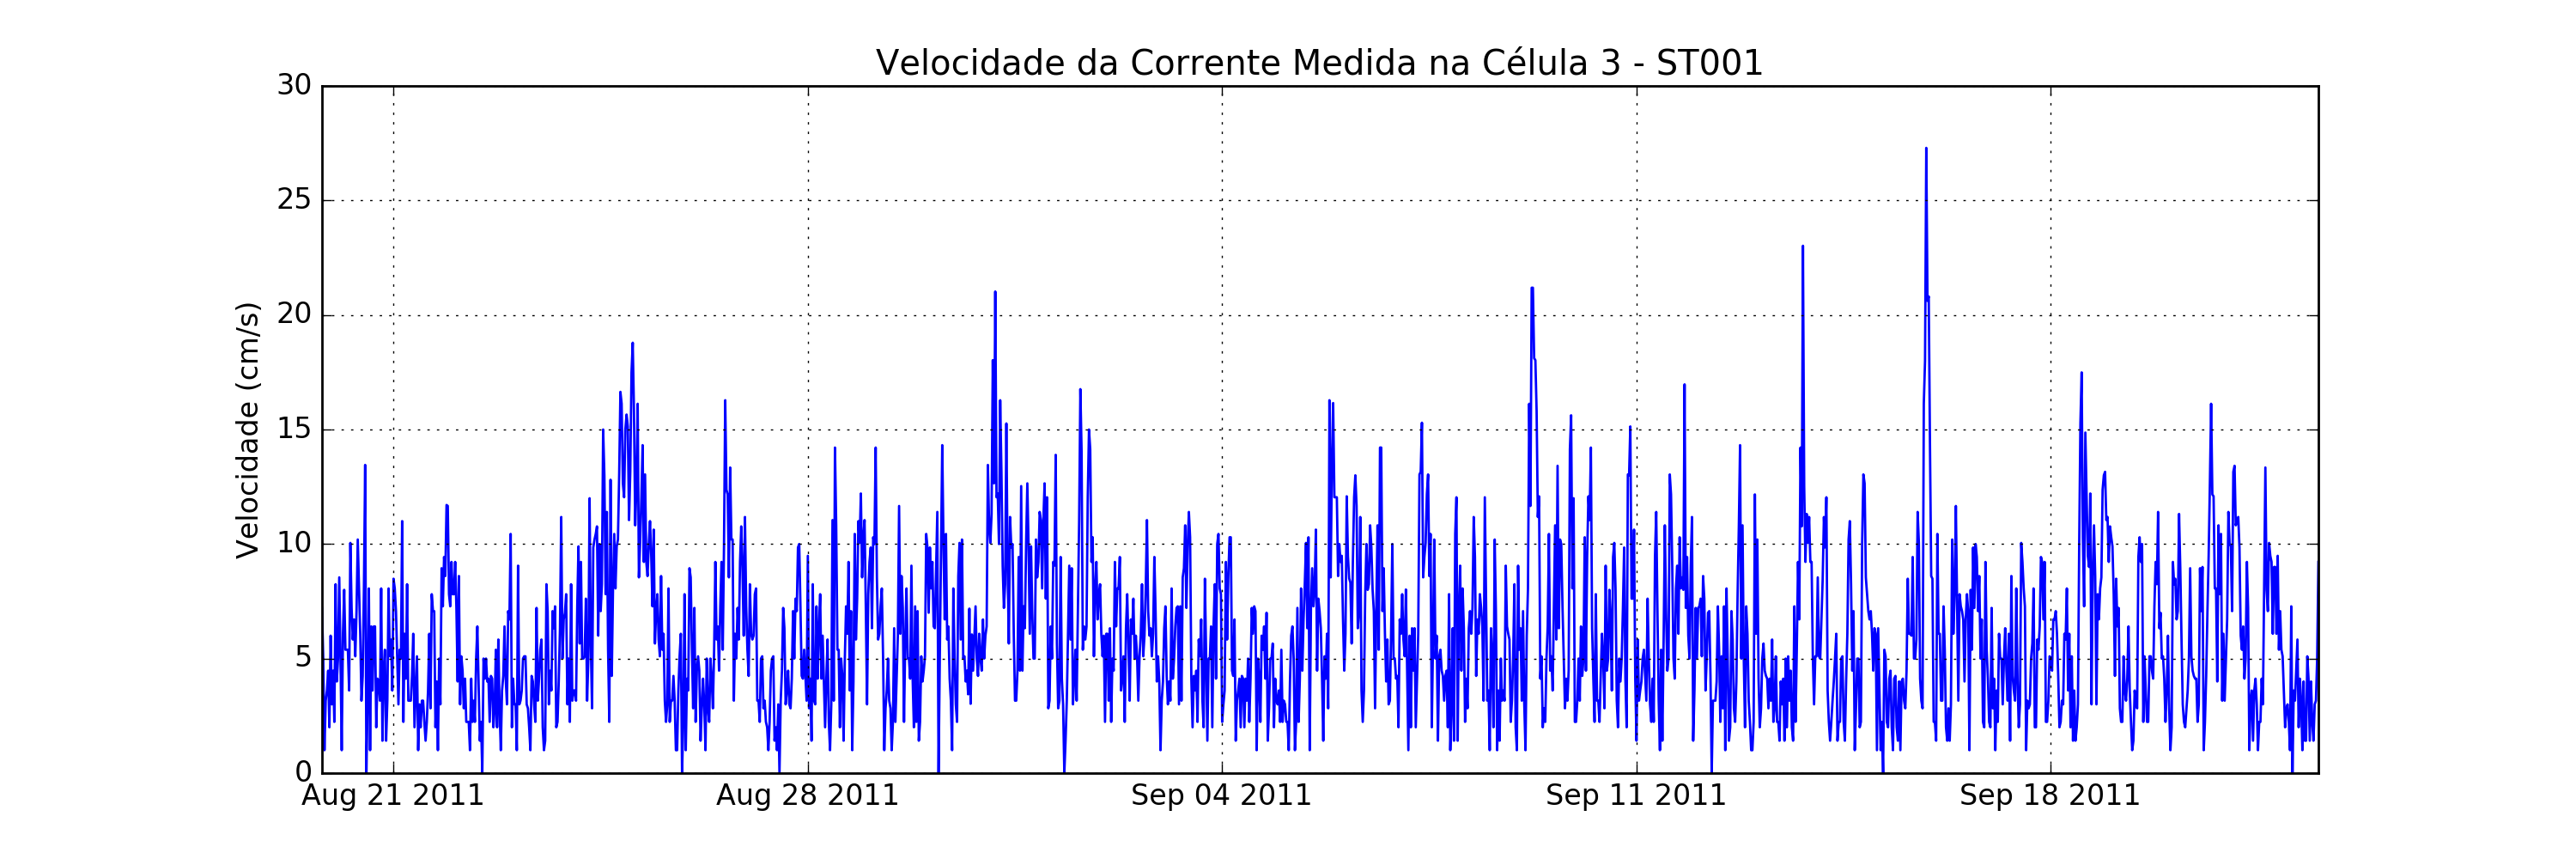 Velocidade da Corrente Medida na Célula 3 - ST001
Velocidade (cm/s)
30
25
20
15
10
5
0
Aug 21 2011
Aug 28 2011
Sep 04 2011
Sep 11 2011
Sep 18 2011